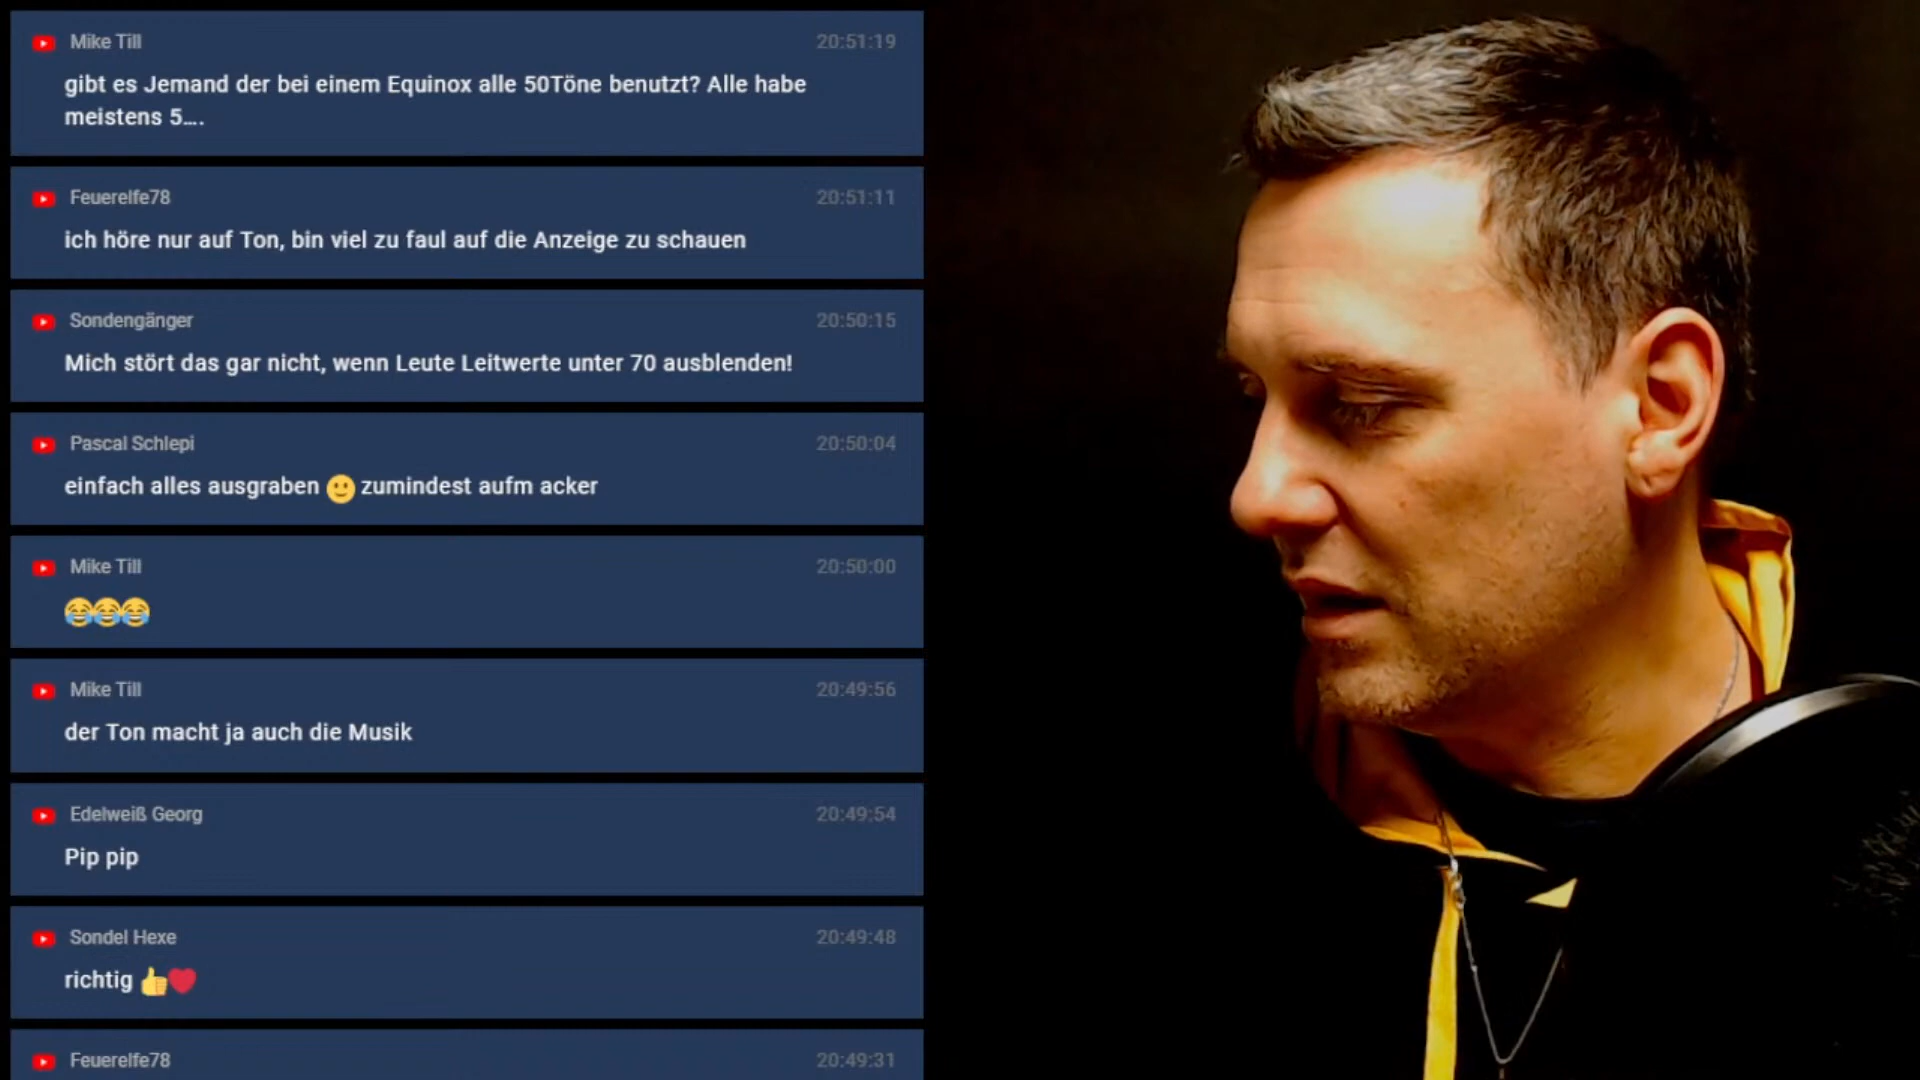 Mike Till 20:51:19
gibt es Jemand der bei einem Equinox alle 50Töne benutzt? Alle habe
meistens 5....
Feuerelfe78 20:51:11
ich höre nur auf Ton, bin viel zu faul auf die Anzeige zu schauen
Sondengänger 20:50:15
Mich stört das gar nicht, wenn Leute Leitwerte unter 70 ausblenden!
Pascal Schlepi 20:50:04
einfach alles ausgraben 🙂 zumindest aufm acker
Mike Till 20:50:00
😂😂😂
Mike Till 20:49:56
der Ton macht ja auch die Musik
Edelweiß Georg 20:49:54
Pip pip
Sondel Hexe 20:49:48
richtig 👍❤️
Feuerelfe78 20:49:31